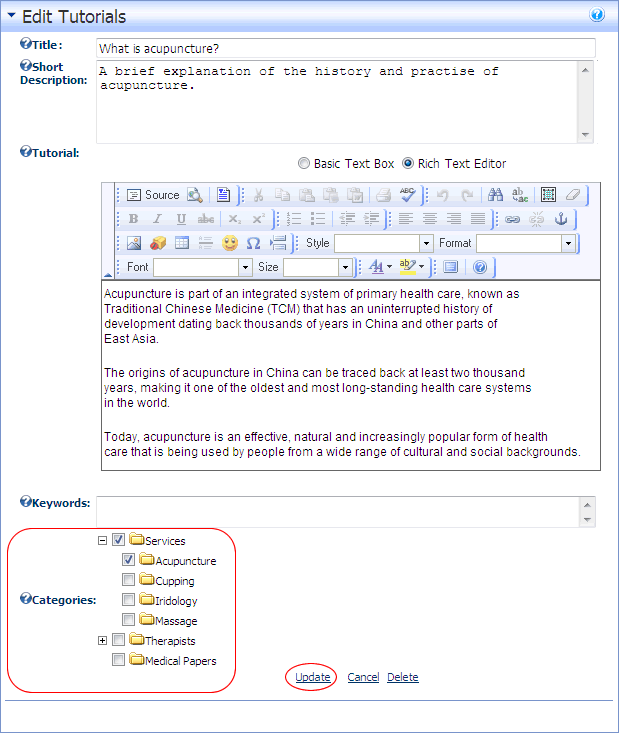 Edit Tutorials
Title:
What is acupuncture?
Short
Description:
A brief explanation of the history and practise of
acupuncture.
Tutorial:
Basic Text Box Rich Text Editor
Source
B I U abc x₂ x²
Style Format
Font Size
Acupuncture is part of an integrated system of primary health care, known as
Traditional Chinese Medicine (TCM) that has an uninterrupted history of
development dating back thousands of years in China and other parts of
East Asia.
The origins of acupuncture in China can be traced back at least two thousand
years, making it one of the oldest and most long-standing health care systems
in the world.
Today, acupuncture is an effective, natural and increasingly popular form of health
care that is being used by people from a wide range of cultural and social backgrounds.
Keywords:
Categories:
Services
Acupuncture
Cupping
Iridology
Massage
Therapists
Medical Papers
Update Cancel Delete